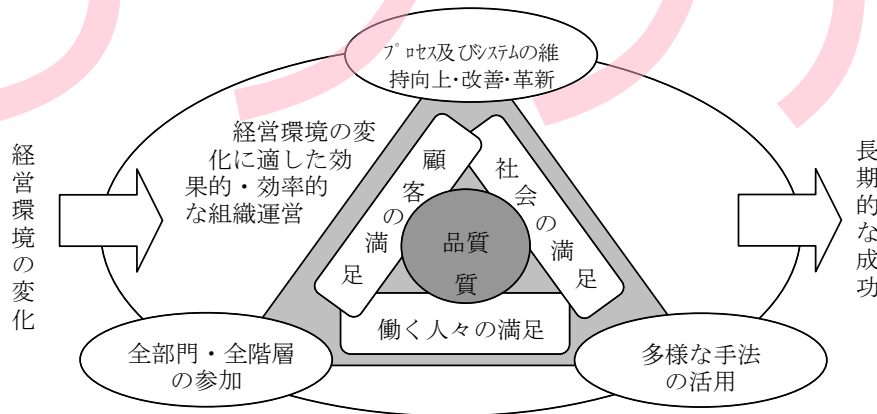 プロセス及びシステムの維
持向上・改善・革新
経営環境の変
化に適した効
果的・効率的
な組織運営
経営環境の変化
顧客の満足
社会の満足
品質
質
働く人々の満足
長期的な成功
全部門・全階層
の参加
多様な手法
の活用